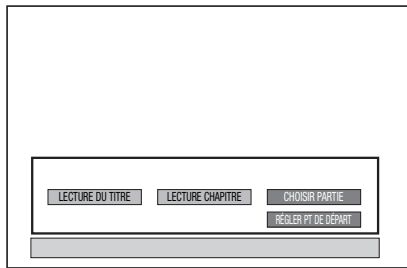 LECTURE DU TITRE LECTURE CHAPITRE CHOISIR PARTIE
RÉGLER PT DE DÉPART